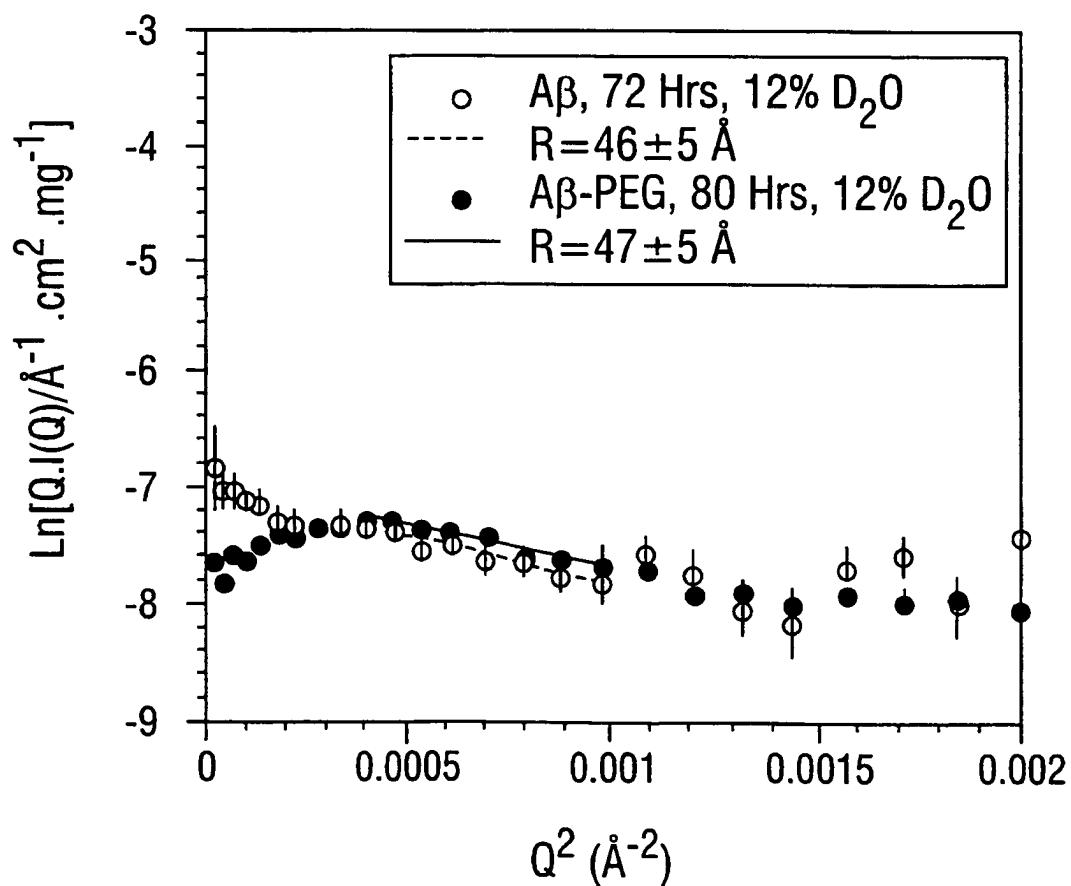 -3
-4
-5
-6
-7
-8
-9
Ln[Q.I(Q)/Å⁻¹ .cm² .mg⁻¹]
Aβ, 72 Hrs, 12% D₂O
R=46±5 Å
Aβ-PEG, 80 Hrs, 12% D₂O
R=47±5 Å
0 0.0005 0.001 0.0015 0.002
Q² (Å⁻²)